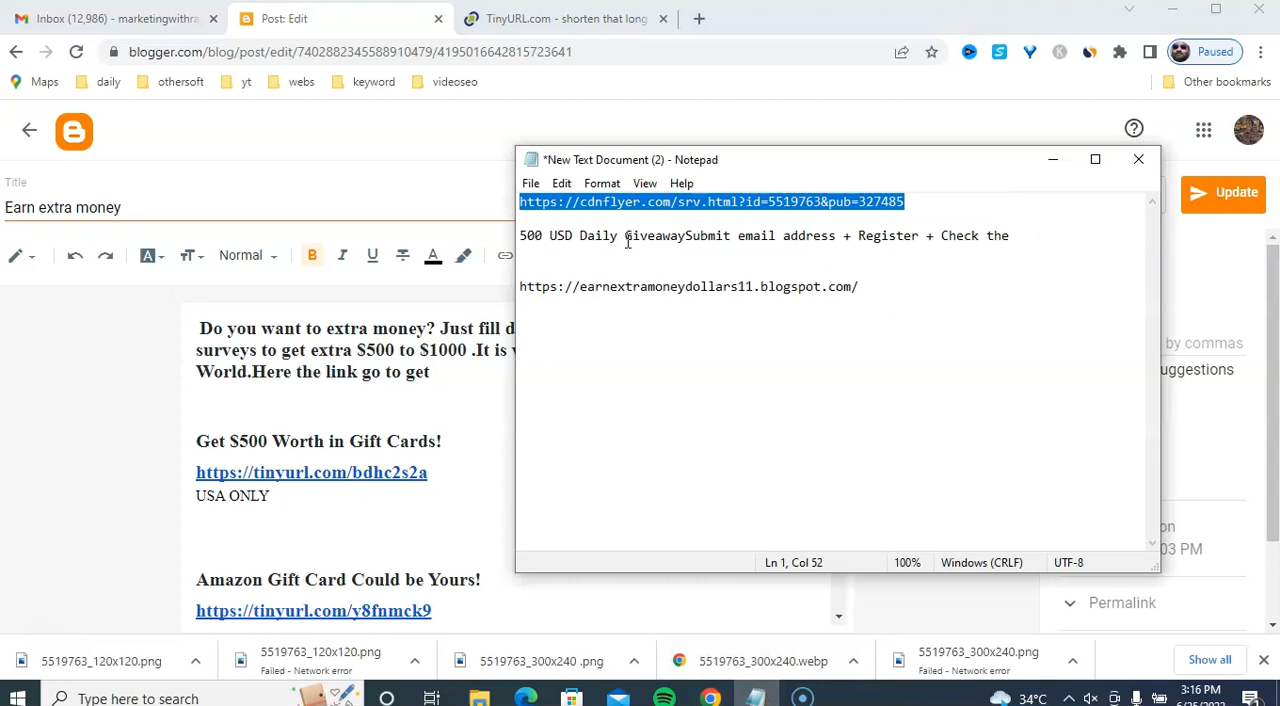 Inbox (12,986) - marketingwithra
Post: Edit
TinyURL.com - shorten that long
blogger.com/blog/post/edit/7402882345588910479/4195016642815723641
Paused
Maps
daily
othersoft
yt
webs
keyword
videoseo
Other bookmarks
*New Text Document (2) - Notepad
Title
File Edit Format View Help
Update
Earn extra money
https://cdnflyer.com/srv.html?id=5519763&pub=327485
500 USD Daily GiveawaySubmit email address + Register + Check the
Normal
B I U A
https://earnextramoneydollars11.blogspot.com/
Do you want to extra money? Just fill d
surveys to get extra $500 to $1000 .It is v
World.Here the link go to get
by commas
uggestions
Get $500 Worth in Gift Cards!
https://tinyurl.com/bdhc2s2a
USA ONLY
on
03 PM
Ln 1, Col 52
100%
Windows (CRLF)
UTF-8
Amazon Gift Card Could be Yours!
https://tinyurl.com/y8fnmck9
Permalink
5519763_120x120.png
5519763_120x120.png
Failed - Network error
5519763_300x240 .png
5519763_300x240.webp
5519763_300x240.png
Failed - Network error
Show all
Type here to search
34°C
3:16 PM